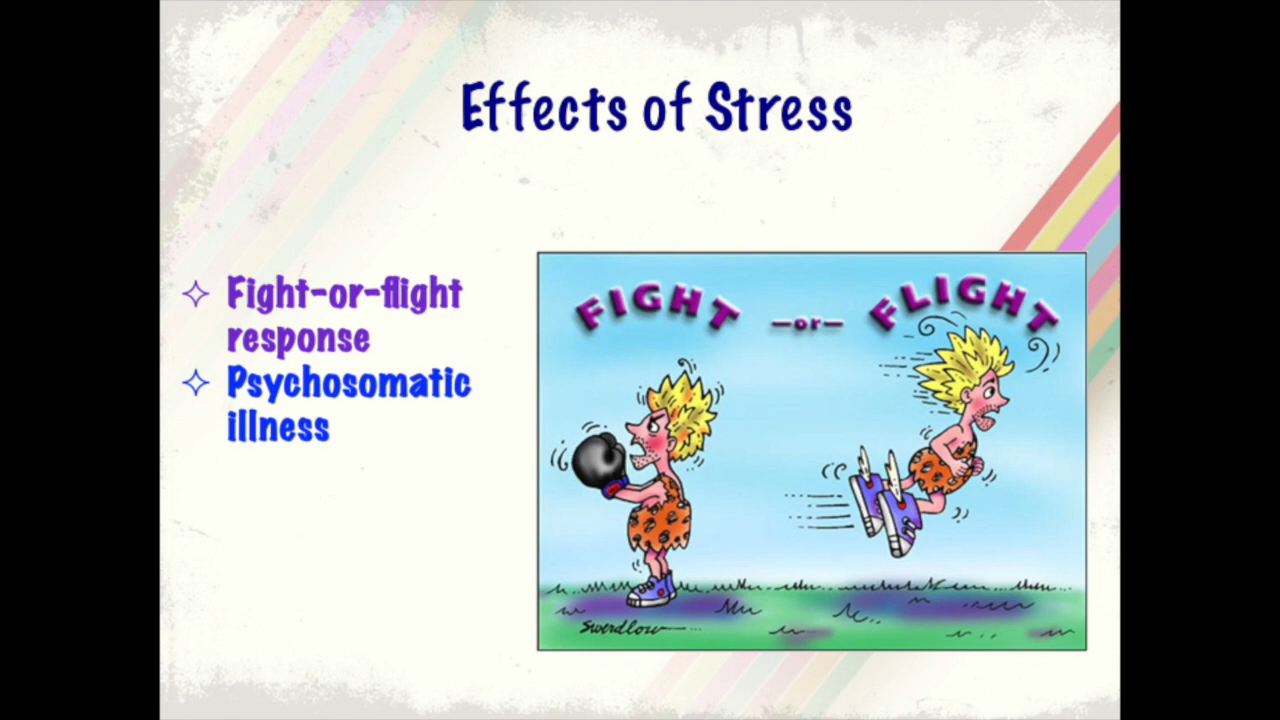 Effects of Stress
Fight-or-flight
response
Psychosomatic
illness
FIGHT —or— FLIGHT
Swerdlow